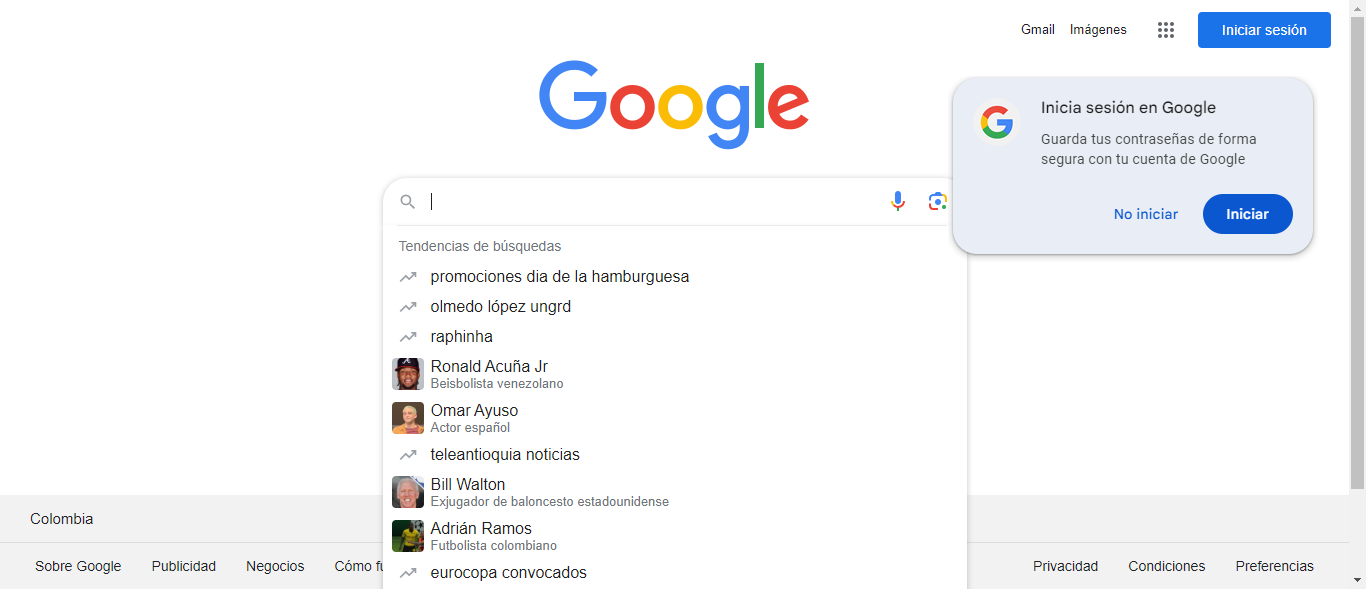 Gmail Imágenes Iniciar sesión
Google
Inicia sesión en Google
Guarda tus contraseñas de forma
segura con tu cuenta de Google
No iniciar Iniciar
Tendencias de búsquedas
promociones dia de la hamburguesa
olmedo lópez ungrd
raphinha
Ronald Acuña Jr
Beisbolista venezolano
Omar Ayuso
Actor español
teleantioquia noticias
Bill Walton
Exjugador de baloncesto estadounidense
Adrián Ramos
Futbolista colombiano
eurocopa convocados
Colombia
Sobre Google Publicidad Negocios Cómo Privacidad Condiciones Preferencias